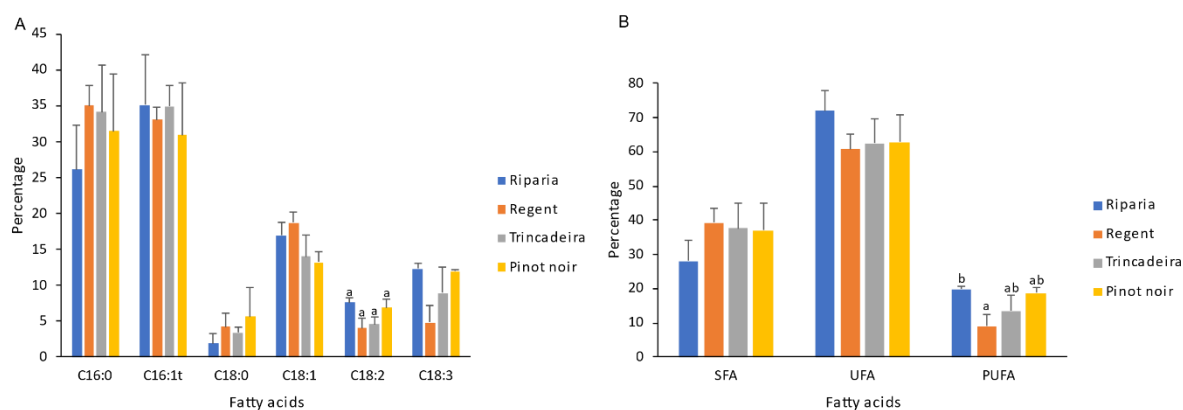 A
45
40
35
30
25
20
15
10
5
0
Percentage
a a a a
C16:0 C16:1t C18:0 C18:1 C18:2 C18:3
Fatty acids
Riparia
Regent
Trincadeira
Pinot noir
B
80
70
60
50
40
30
20
10
0
Percentage
b a ab ab
SFA UFA PUFA
Fatty acids
Riparia
Regent
Trincadeira
Pinot noir